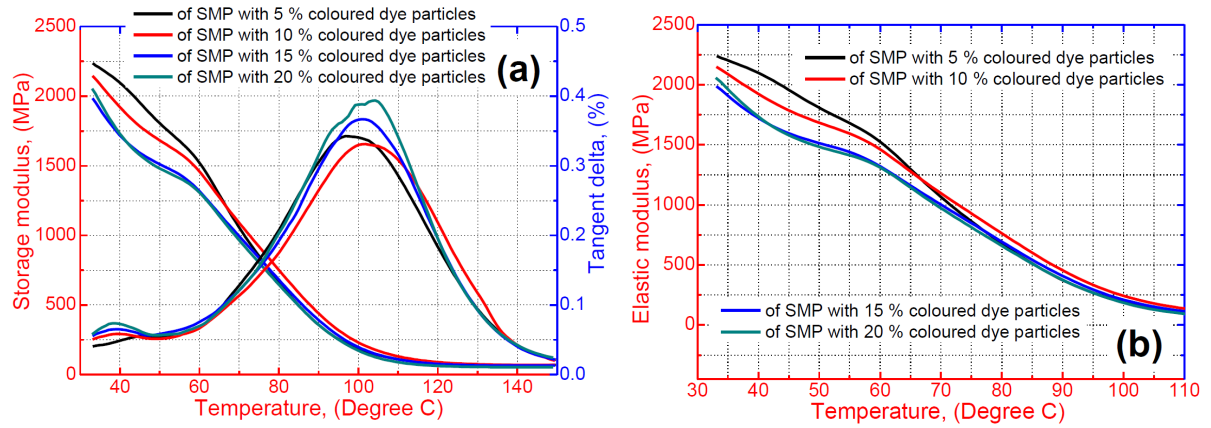 of SMP with 5 % coloured dye particles
of SMP with 10 % coloured dye particles
of SMP with 15 % coloured dye particles
of SMP with 20 % coloured dye particles
(a)
2500
2000
1500
1000
500
0
Storage modulus, (MPa)
0.5
0.4
0.3
0.2
0.1
0.0
Tangent delta, (%)
40 60 80 100 120 140
Temperature, (Degree C)
of SMP with 5 % coloured dye particles
of SMP with 10 % coloured dye particles
of SMP with 15 % coloured dye particles
of SMP with 20 % coloured dye particles
(b)
2500
2000
1500
1000
500
0
Elastic modulus, (MPa)
30 40 50 60 70 80 90 100 110
Temperature, (Degree C)